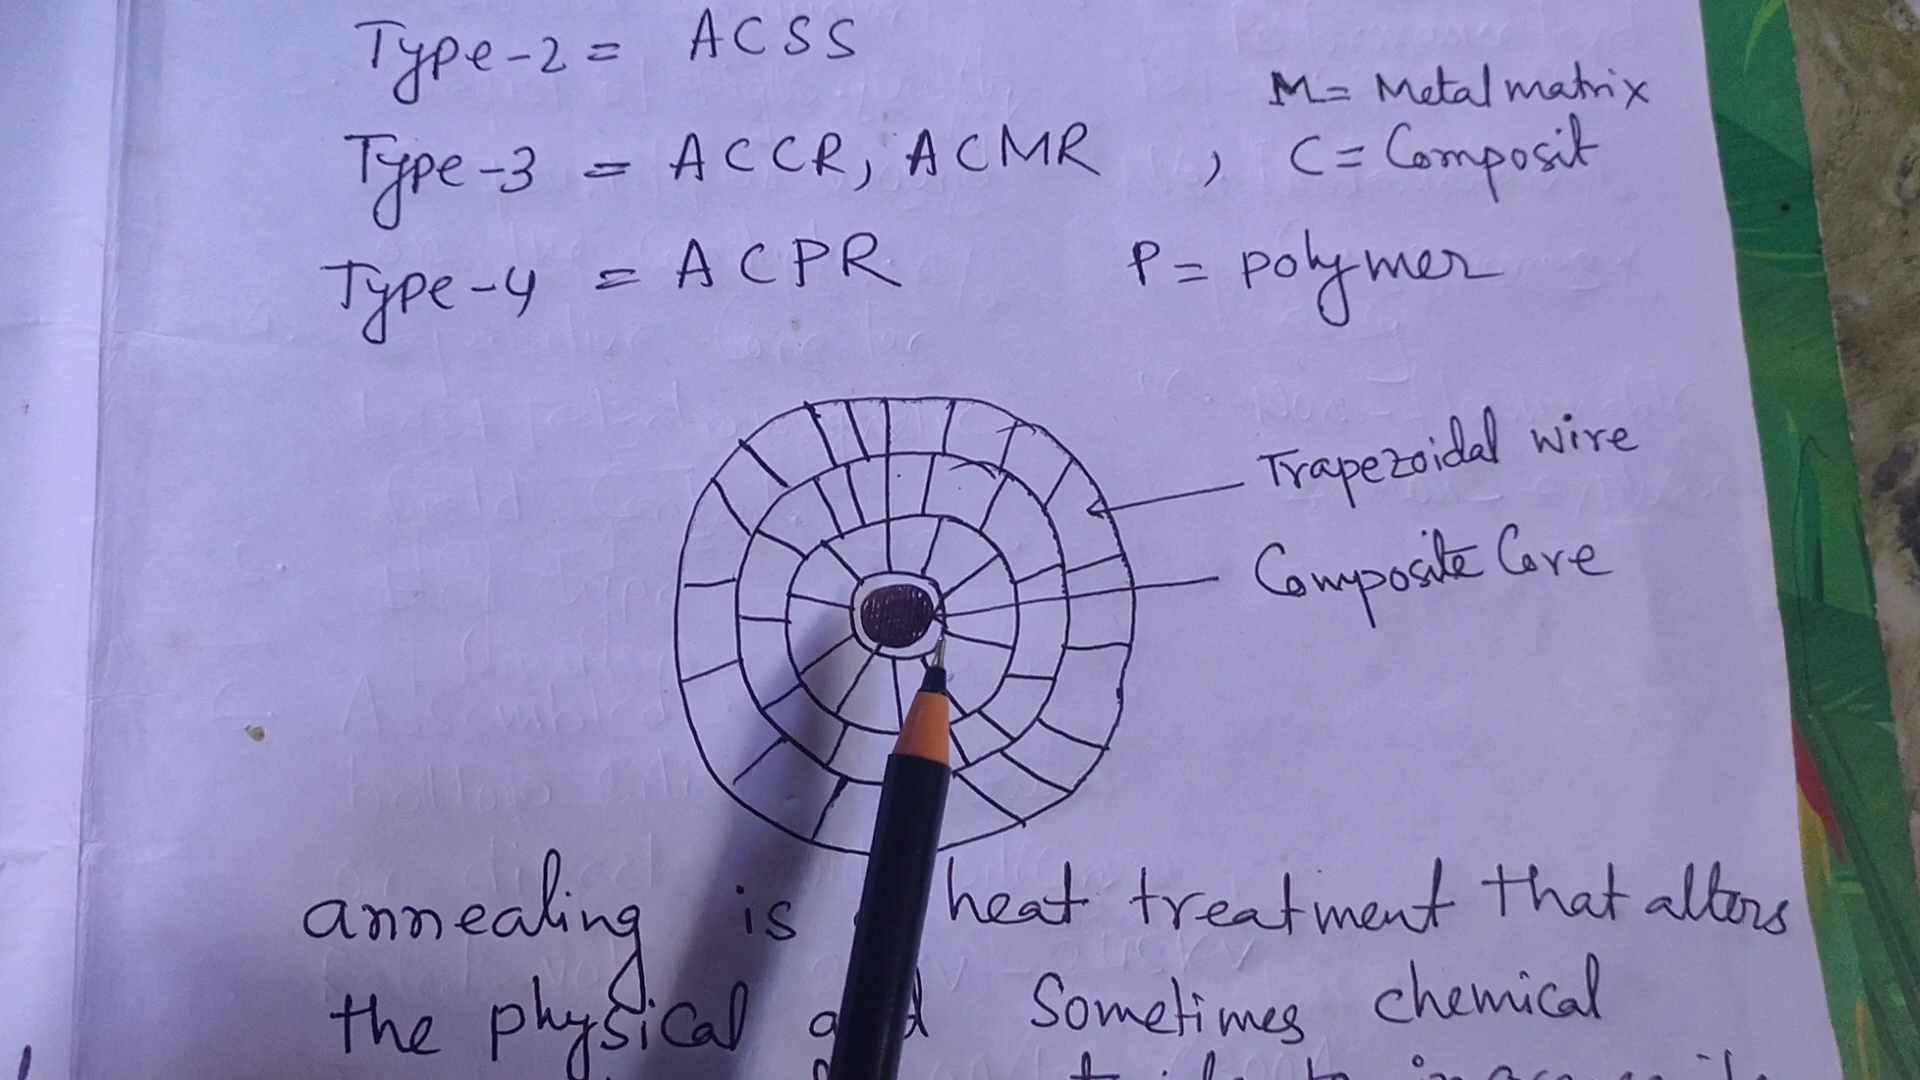 Type-2 = ACSS
M = Metal matrix
Type-3 = ACCR, ACMR , C = Composit
Type-4 = ACPR P = polymer
Trapezoidal wire
Composite Core
annealing is heat treatment that alters
the physical Sometimes chemical